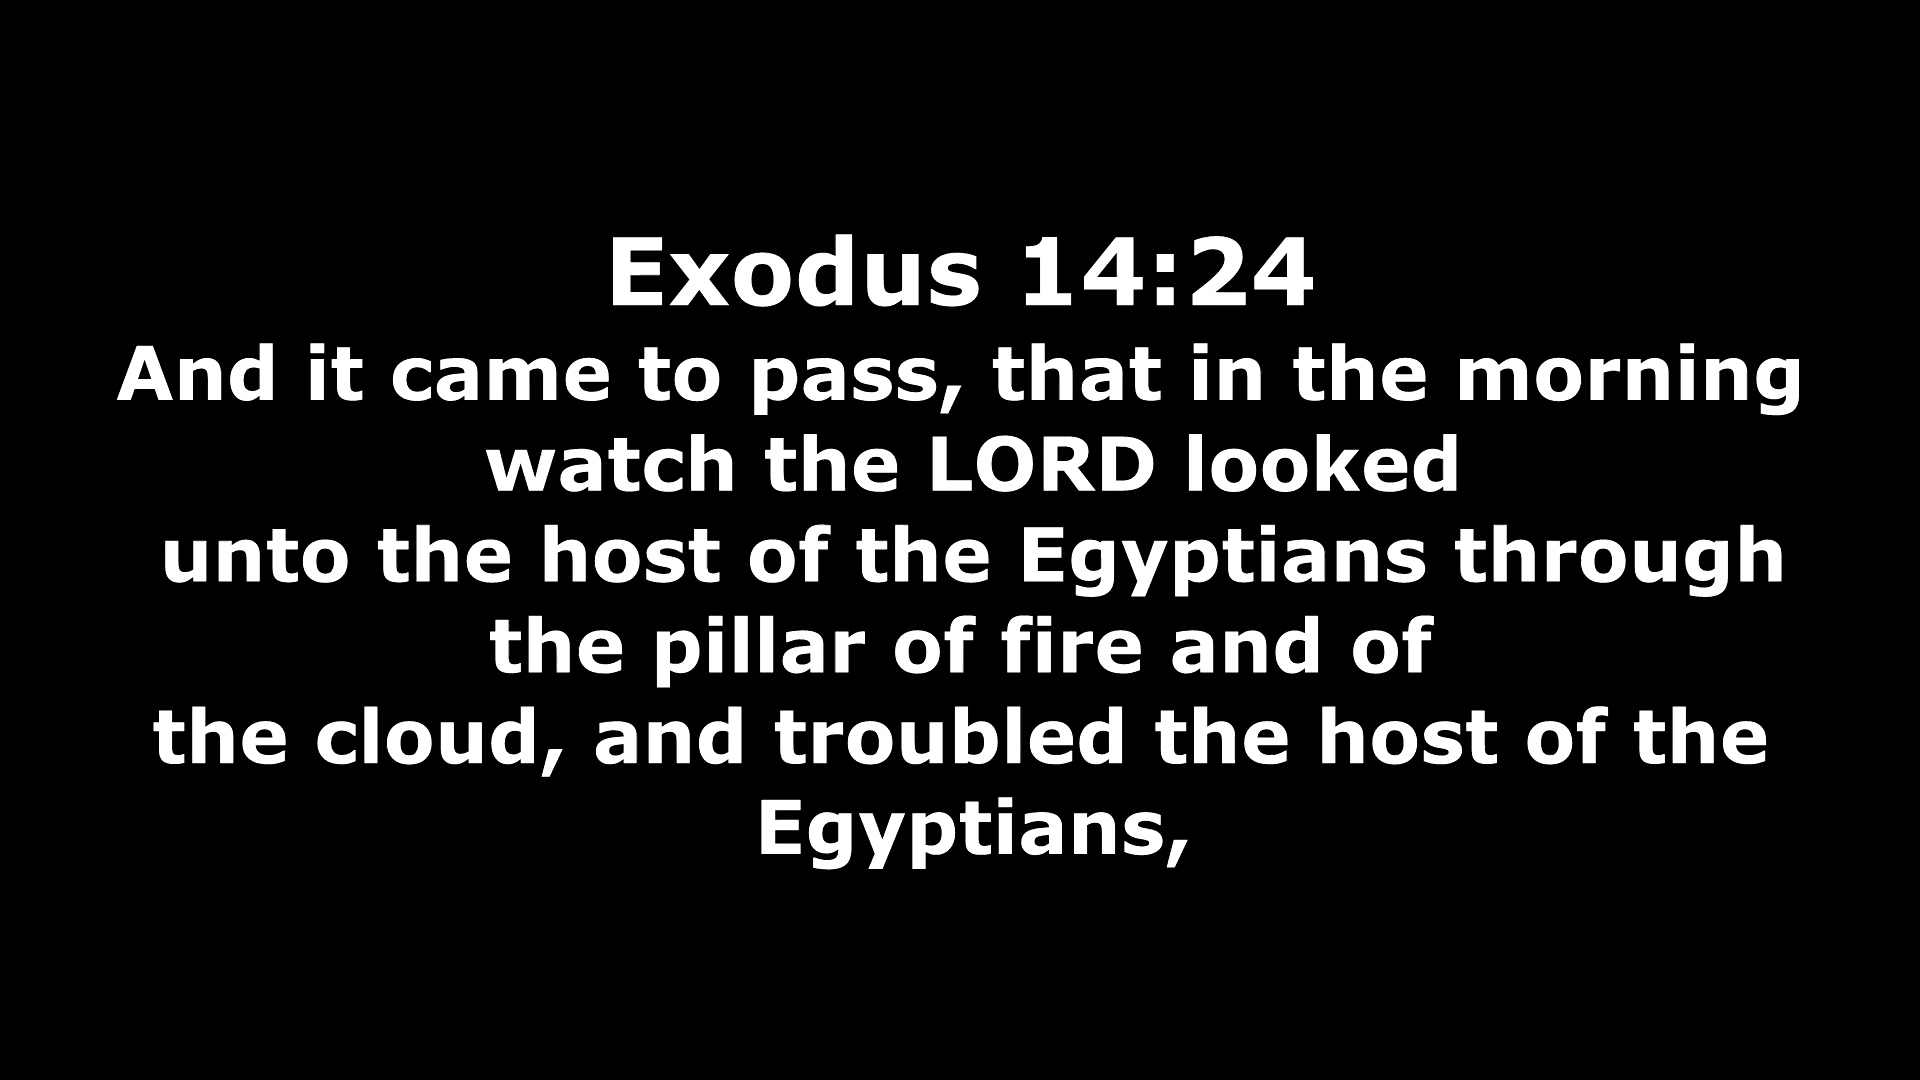 Exodus 14:24
And it came to pass, that in the morning
watch the LORD looked
unto the host of the Egyptians through
the pillar of fire and of
the cloud, and troubled the host of the
Egyptians,